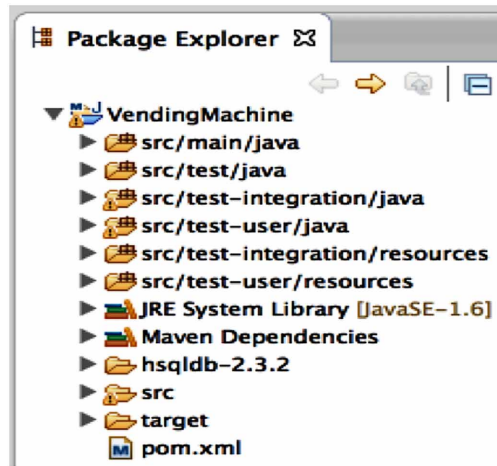 Package Explorer
VendingMachine
src/main/java
src/test/java
src/test-integration/java
src/test-user/java
src/test-integration/resources
src/test-user/resources
JRE System Library [JavaSE-1.6]
Maven Dependencies
hsqldb-2.3.2
src
target
pom.xml